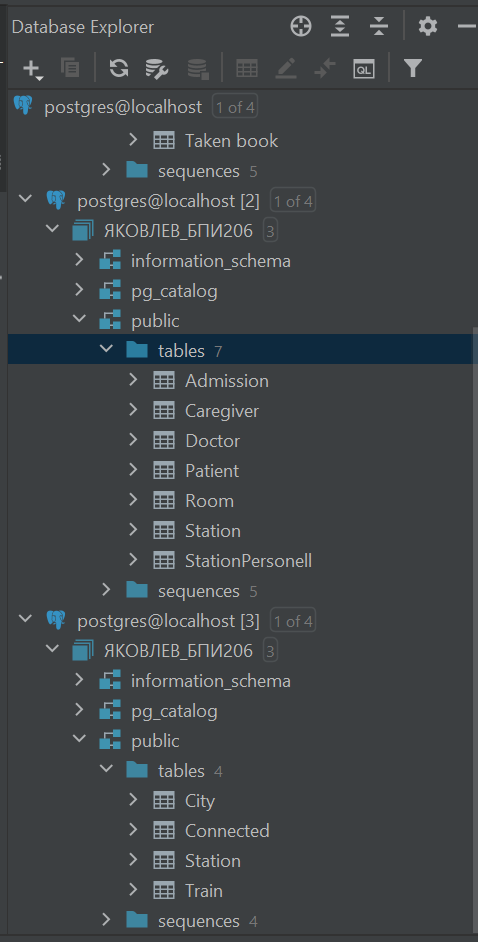 Database Explorer
QL
postgres@localhost 1 of 4
Taken book
sequences 5
postgres@localhost [2] 1 of 4
ЯКОВЛЕВ_БПИ206 3
information_schema
pg_catalog
public
tables 7
Admission
Caregiver
Doctor
Patient
Room
Station
StationPersonell
sequences 5
postgres@localhost [3] 1 of 4
ЯКОВЛЕВ_БПИ206 3
information_schema
pg_catalog
public
tables 4
City
Connected
Station
Train
sequences 4